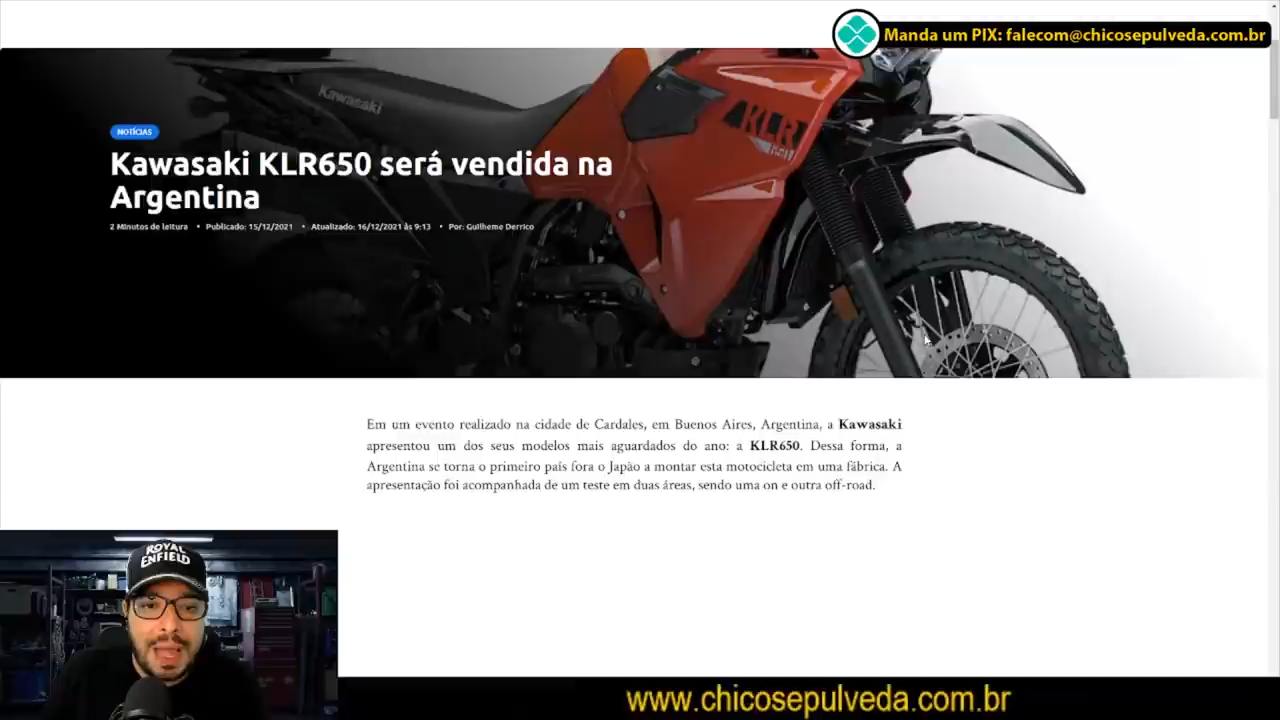 Manda um PIX: falecom@chicosepulveda.com.br
Kawasaki
KLR
650
NOTÍCIAS
Kawasaki KLR650 será vendida na
Argentina
2 Minutos de leitura • Publicado: 15/12/2021 • Atualizado: 16/12/2021 às 9:13 • Por: Guilheme Derrico
Em um evento realizado na cidade de Cardales, em Buenos Aires, Argentina, a Kawasaki
apresentou um dos seus modelos mais aguardados do ano: a KLR650. Dessa forma, a
Argentina se torna o primeiro país fora o Japão a montar esta motocicleta em uma fábrica. A
apresentação foi acompanhada de um teste em duas áreas, sendo uma on e outra off-road.
ROYAL
ENFIELD
www.chicosepulveda.com.br